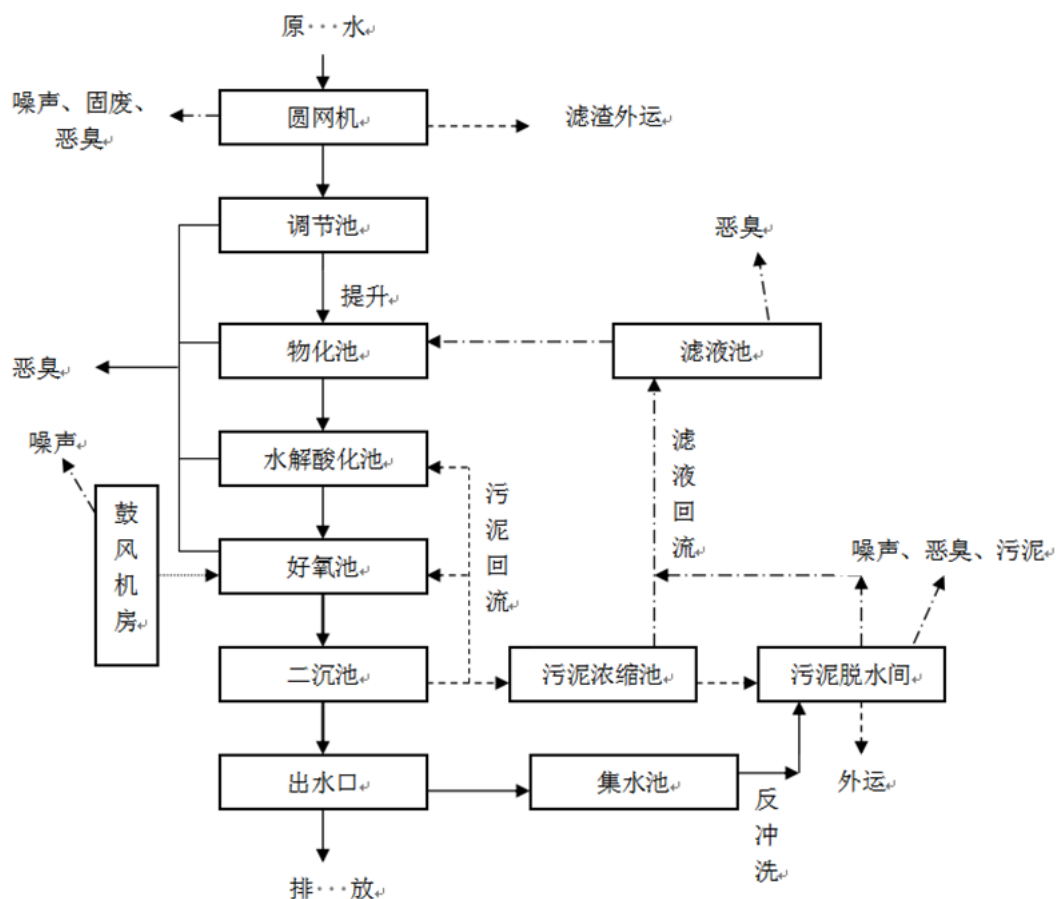 原···水
噪声、固废、
恶臭
圆网机
滤渣外运
调节池
恶臭
提升
物化池
滤液池
恶臭
噪声
水解酸化池
污泥回流
滤液回流
鼓风机房
好氧池
噪声、恶臭、污泥
二沉池
污泥浓缩池
污泥脱水间
出水口
集水池
反冲洗
外运
排···放